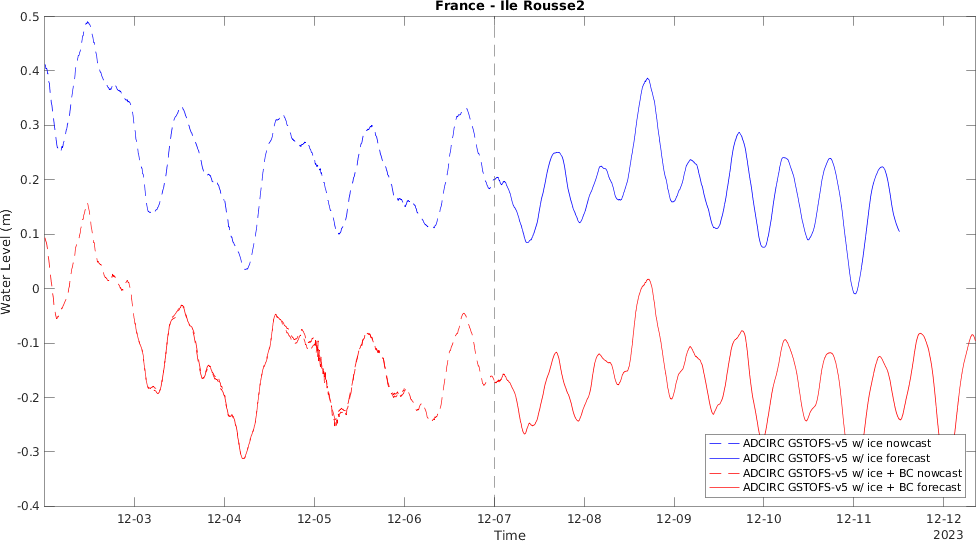 France - Ile Rousse2
Water Level (m)
0.5
0.4
0.3
0.2
0.1
0
-0.1
-0.2
-0.3
-0.4
ADCIRC GSTOFS-v5 w/ ice nowcast
ADCIRC GSTOFS-v5 w/ ice forecast
ADCIRC GSTOFS-v5 w/ ice + BC nowcast
ADCIRC GSTOFS-v5 w/ ice + BC forecast
12-03 12-04 12-05 12-06 12-07 12-08 12-09 12-10 12-11 12-12
Time
2023